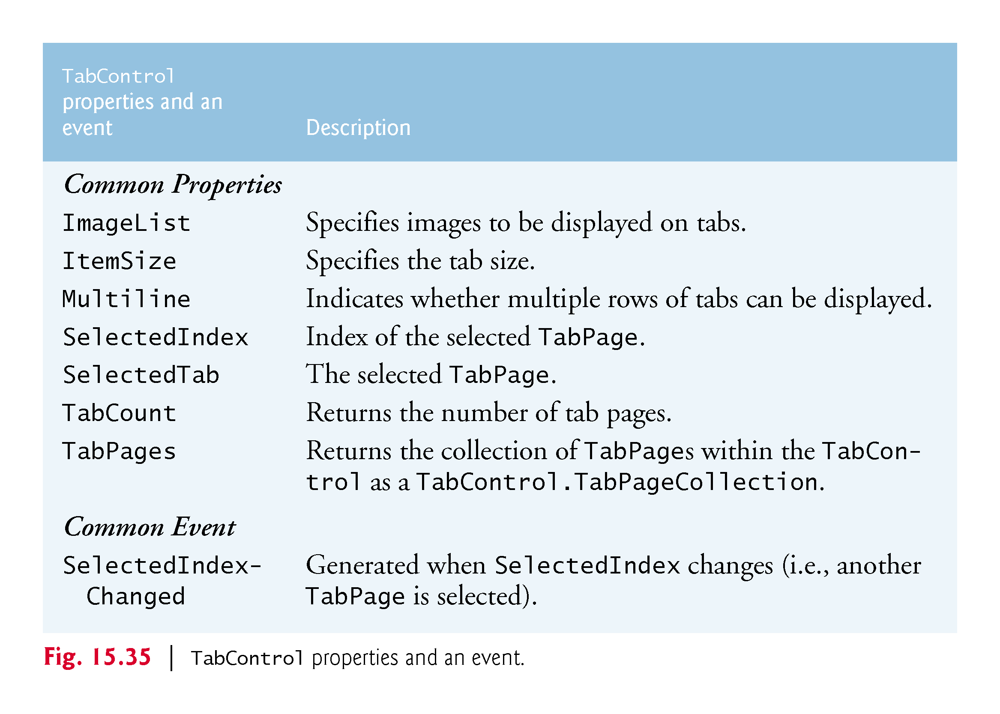 TabControl
properties and an
event
Description
Common Properties
ImageList Specifies images to be displayed on tabs.
ItemSize Specifies the tab size.
Multiline Indicates whether multiple rows of tabs can be displayed.
SelectedIndex Index of the selected TabPage.
SelectedTab The selected TabPage.
TabCount Returns the number of tab pages.
TabPages Returns the collection of TabPages within the TabCon-
trol as a TabControl.TabPageCollection.
Common Event
SelectedIndex- Generated when SelectedIndex changes (i.e., another
Changed TabPage is selected).
Fig. 15.35 | TabControl properties and an event.